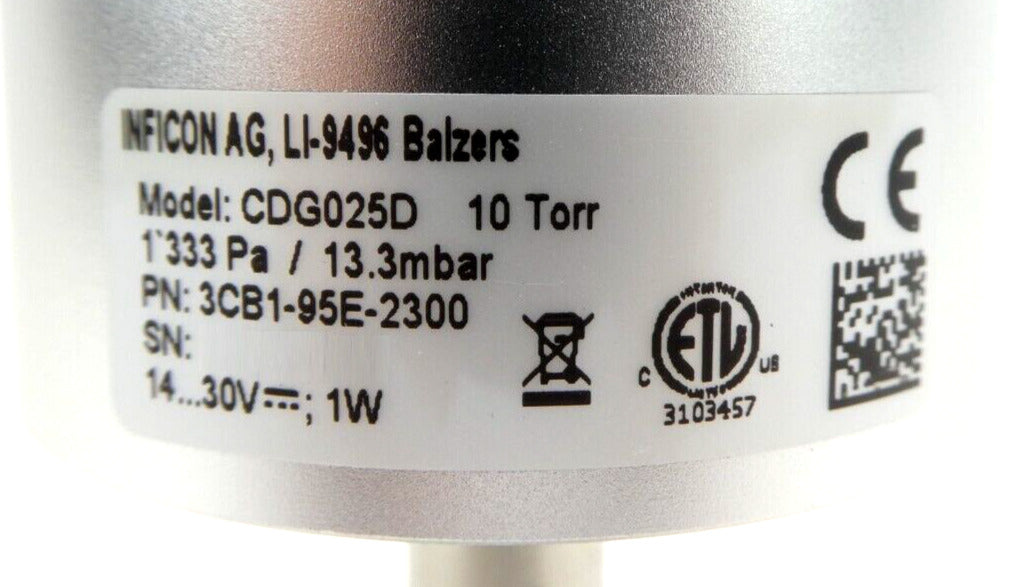 INFICON AG, LI-9496 Balzers
Model: CDG025D 10 Torr
1`333 Pa / 13.3mbar
PN: 3CB1-95E-2300
SN:
14...30V⎓; 1W
CE
INTERTEK
ETL
C US
3103457